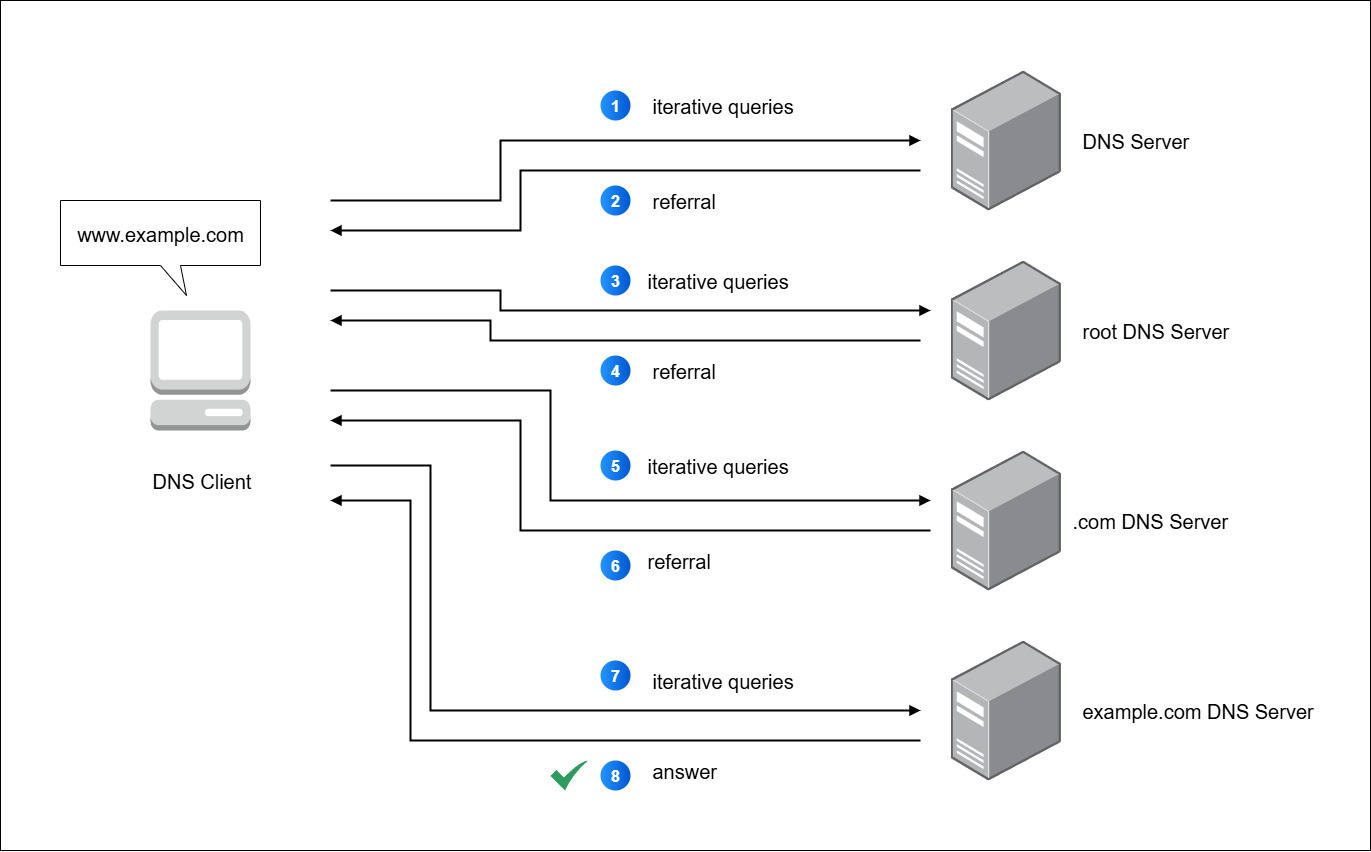 1 iterative queries
DNS Server
2 referral
www.example.com
3 iterative queries
root DNS Server
4 referral
DNS Client
5 iterative queries
.com DNS Server
6 referral
7 iterative queries
example.com DNS Server
8 answer